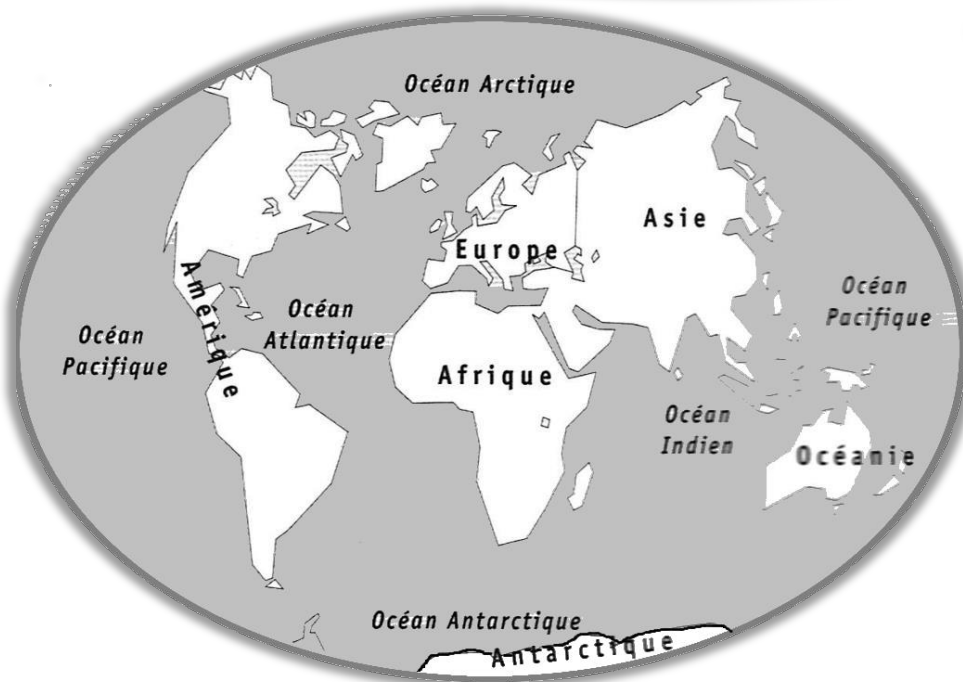 Océan Arctique
Asie
Europe
Amérique
Océan
Atlantique
Océan
Pacifique
Océan
Pacifique
Afrique
Océan
Indien
Océanie
Océan Antarctique
Antarctique